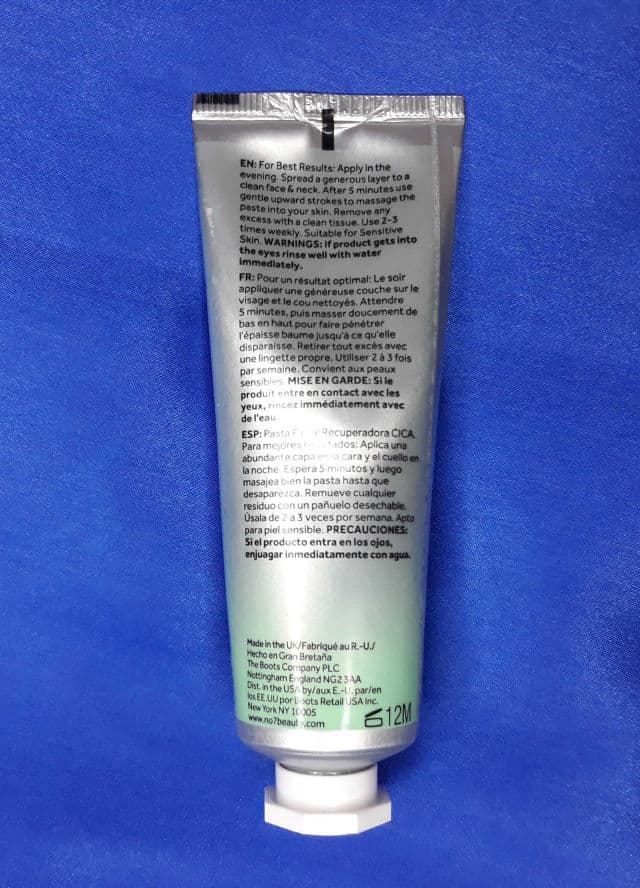 EN: For Best Results: Apply in the
evening. Spread a generous layer to a
clean face & neck. After 5 minutes use
gentle upward strokes to massage the
paste into your skin. Remove any
excess with a clean tissue. Use 2-3
times weekly. Suitable for Sensitive
Skin. WARNINGS: If product gets into
the eyes rinse well with water
immediately.
FR: Pour un résultat optimal: Le soir
appliquer une généreuse couche sur le
visage et le cou nettoyés. Attendre
5 minutes, puis masser doucement de
bas en haut pour faire pénétrer
l'épaisse baume jusqu'à ce qu'elle
disparaisse. Retirer tout excés avec
une lingette propre. Utiliser 2 à 3 fois
par semaine. Convient aux peaux
sensibles. MISE EN GARDE: Si le
produit entre en contact avec les
yeux, rincez immédiatement avec
de l'eau.
ESP: Pasta Recuperadora CICA.
Para mejores Aplica una
abundante capa en la cara y el cuello en
la noche. Espera 5 minutos y luego
masajea bien la pasta hasta que
desaparezca. Remueve cualquier
residuo con un pañuelo desechable.
Úsala de 2 a 3 veces por semana. Apto
para piel sensible. PRECAUCIONES:
Si el producto entra en los ojos,
enjuagar inmediatamente con agua.
Made in the UK/Fabriqué au R.-U./
Hecho en Gran Bretaña
The Boots Company PLC
Nottingham England NG2 3AA
Dist. in the USA by/aux E.-U. par/en
los EE.UU por Boots Retail USA Inc.
New York NY 10005
www.no7beauty.com
12M